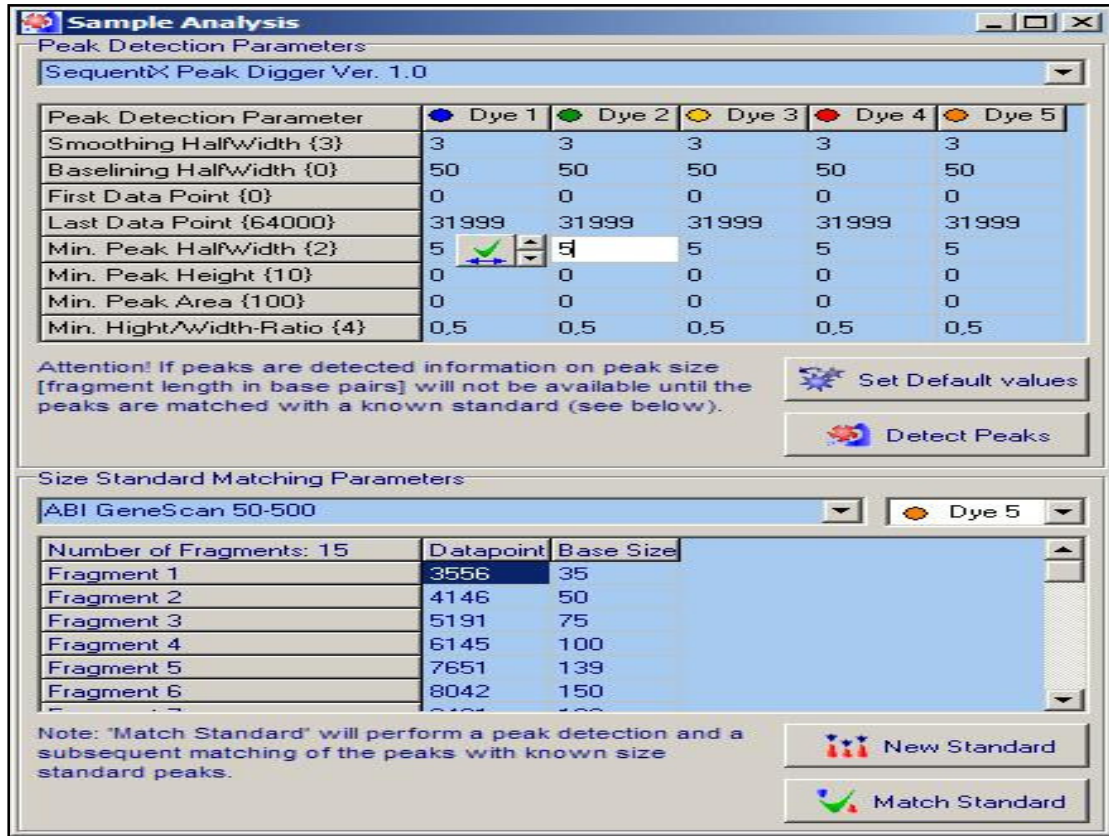 Sample Analysis
Peak Detection Parameters
SequentiX Peak Digger Ver. 1.0
Peak Detection Parameter Dye 1 Dye 2 Dye 3 Dye 4 Dye 5
Smoothing HalfWidth {3} 3 3 3 3 3
Baselining HalfWidth {0} 50 50 50 50 50
First Data Point {0} 0 0 0 0 0
Last Data Point {64000} 31999 31999 31999 31999 31999
Min. Peak HalfWidth {2} 5 5 5 5 5
Min. Peak Height {10} 0 0 0 0 0
Min. Peak Area {100} 0 0 0 0 0
Min. Hight/Width-Ratio {4} 0,5 0,5 0,5 0,5 0,5
Attention! If peaks are detected information on peak size
[fragment length in base pairs] will not be available until the
peaks are matched with a known standard (see below).
Set Default values
Detect Peaks
Size Standard Matching Parameters
ABI GeneScan 50-500 Dye 5
Number of Fragments: 15 Datapoint Base Size
Fragment 1 3556 35
Fragment 2 4146 50
Fragment 3 5191 75
Fragment 4 6145 100
Fragment 5 7651 139
Fragment 6 8042 150
Note: 'Match Standard' will perform a peak detection and a
subsequent matching of the peaks with known size
standard peaks.
New Standard
Match Standard